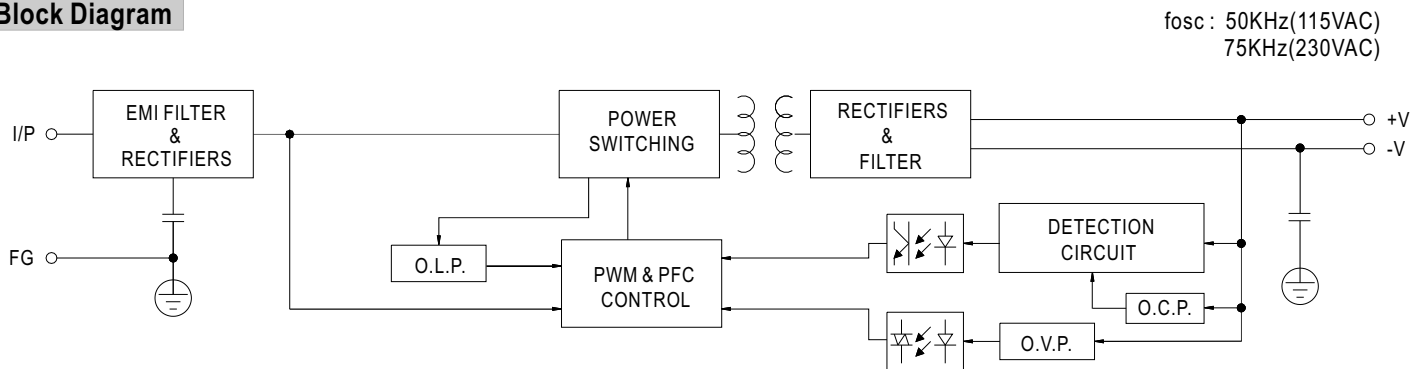 Block Diagram
fosc : 50KHz(115VAC)
75KHz(230VAC)
I/P
EMI FILTER
&
RECTIFIERS
POWER
SWITCHING
RECTIFIERS
&
FILTER
+V
-V
FG
O.L.P.
PWM & PFC
CONTROL
DETECTION
CIRCUIT
O.C.P.
O.V.P.